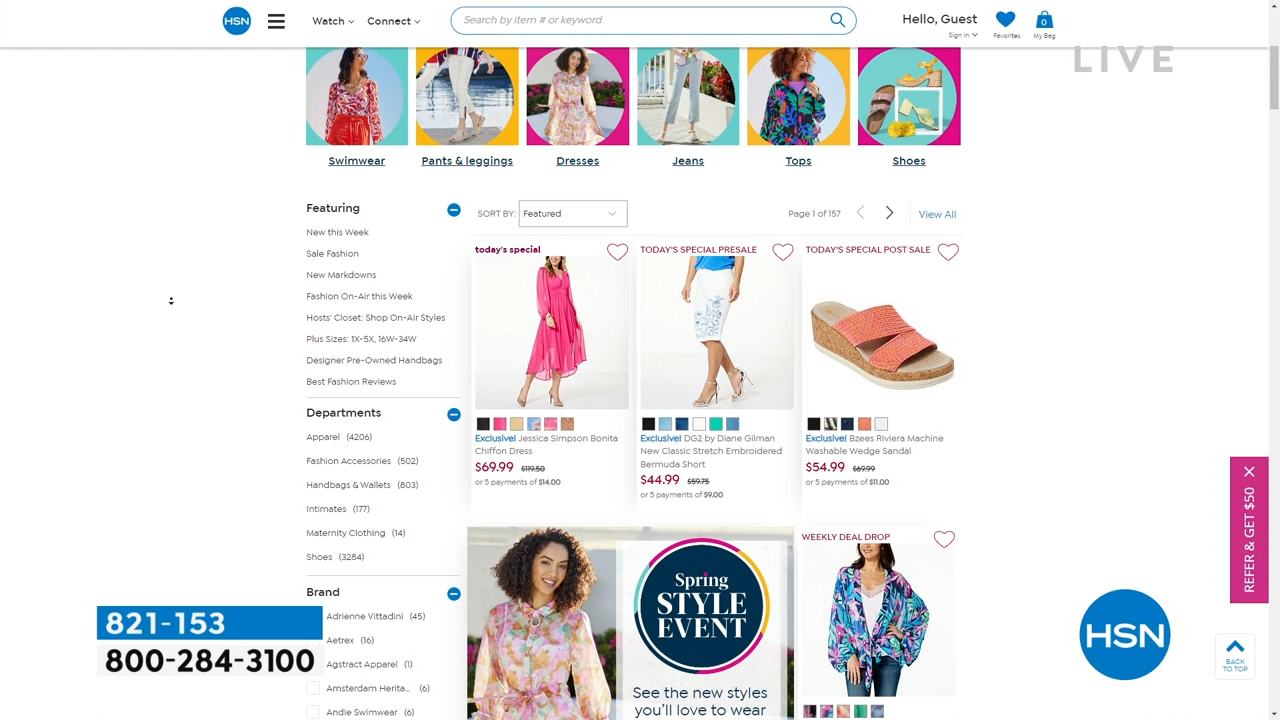 HSN
Watch
Connect
Search by item # or keyword
Hello, Guest
Sign In
Favorites
0
My Bag
LIVE
Swimwear
Pants & leggings
Dresses
Jeans
Tops
Shoes
Featuring
New this Week
Sale Fashion
New Markdowns
Fashion On-Air this Week
Hosts' Closet: Shop On-Air Styles
Plus Sizes: 1X-5X, 16W-34W
Designer Pre-Owned Handbags
Best Fashion Reviews
Departments
Apparel (4206)
Fashion Accessories (502)
Handbags & Wallets (803)
Intimates (177)
Maternity Clothing (14)
Shoes (3284)
Brand
Adrienne Vittadini (45)
Aetrex (16)
Agstract Apparel (1)
Amsterdam Herita... (6)
Andie Swimwear (6)
SORT BY: Featured
Page 1 of 157
View All
today's special
Exclusive! Jessica Simpson Bonita
Chiffon Dress
$69.99 $119.50
or 5 payments of $14.00
TODAY'S SPECIAL PRESALE
Exclusive! DG2 by Diane Gilman
New Classic Stretch Embroidered
Bermuda Short
$44.99 $59.75
or 5 payments of $9.00
TODAY'S SPECIAL POST SALE
Exclusive! Bzees Riviera Machine
Washable Wedge Sandal
$54.99 $69.99
or 5 payments of $11.00
Spring
STYLE
EVENT
See the new styles
you'll love to wear
WEEKLY DEAL DROP
821-153
800-284-3100
REFER & GET $50
HSN
BACK
TO TOP